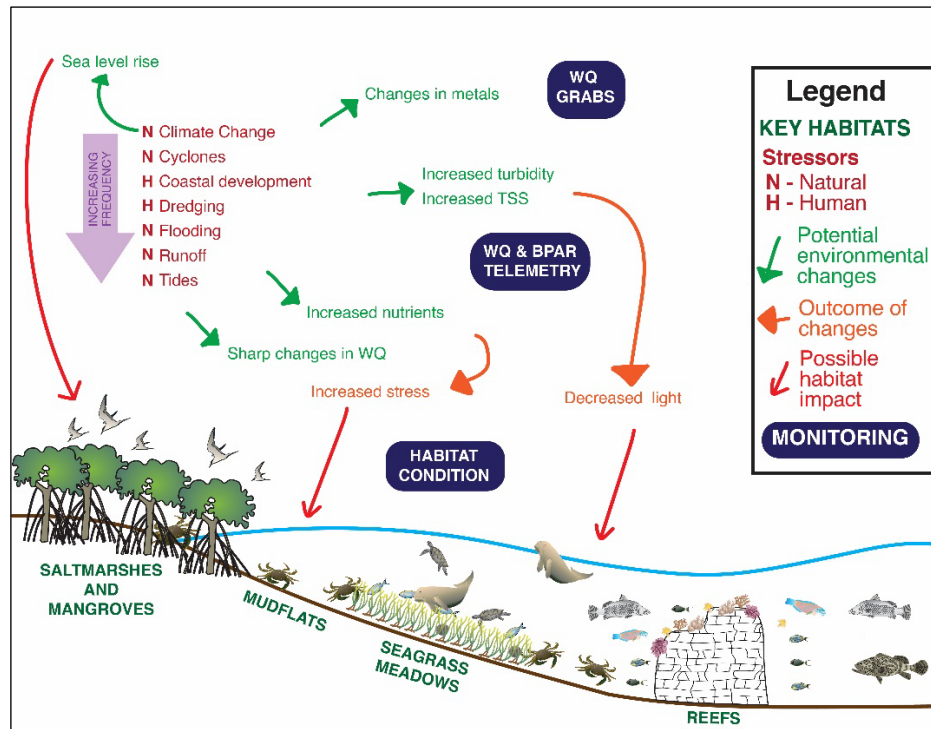 Sea level rise
Changes in metals
WQ
GRABS
INCREASING
FREQUENCY
N Climate Change
N Cyclones
H Coastal development
H Dredging
N Flooding
N Runoff
N Tides
Increased turbidity
Increased TSS
WQ & BPAR
TELEMETRY
Increased nutrients
Sharp changes in WQ
Increased stress
Decreased light
HABITAT
CONDITION
SALTMARSHES
AND
MANGROVES
MUDFLATS
SEAGRASS
MEADOWS
REEFS
Legend
KEY HABITATS
Stressors
N - Natural
H - Human
Potential
environmental
changes
Outcome of
changes
Possible
habitat
impact
MONITORING